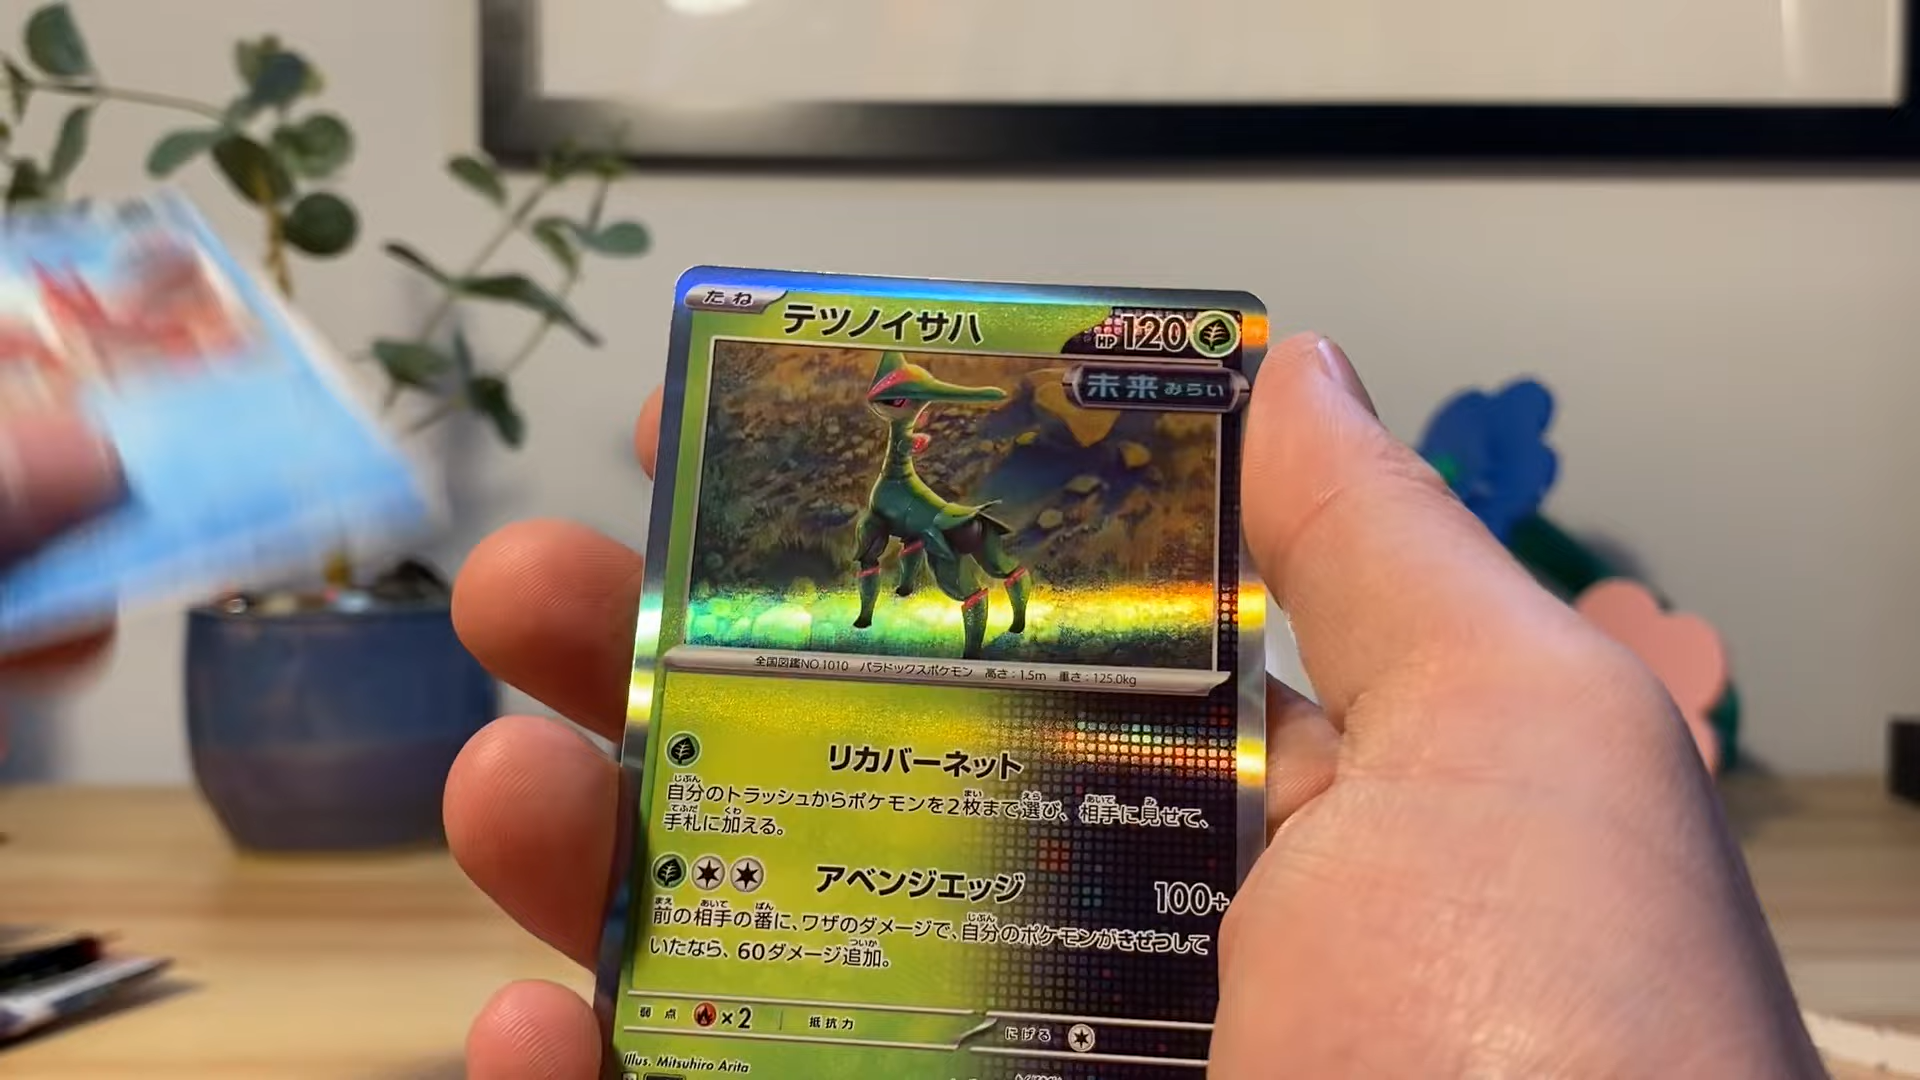 たね
テツノイサハ
HP 120
未来 みらい
全国図鑑NO.1010 パラドックスポケモン 高さ：1.5m 重さ：125.0kg
リカバーネット
自分のトラッシュからポケモンを2枚まで選び、相手に見せて、
手札に加える。
アベンジエッジ 100+
前の相手の番に、ワザのダメージで、自分のポケモンがきぜつして
いたなら、60ダメージ追加。
弱点 ×2 抵抗力 にげる
Illus. Mitsuhiro Arita